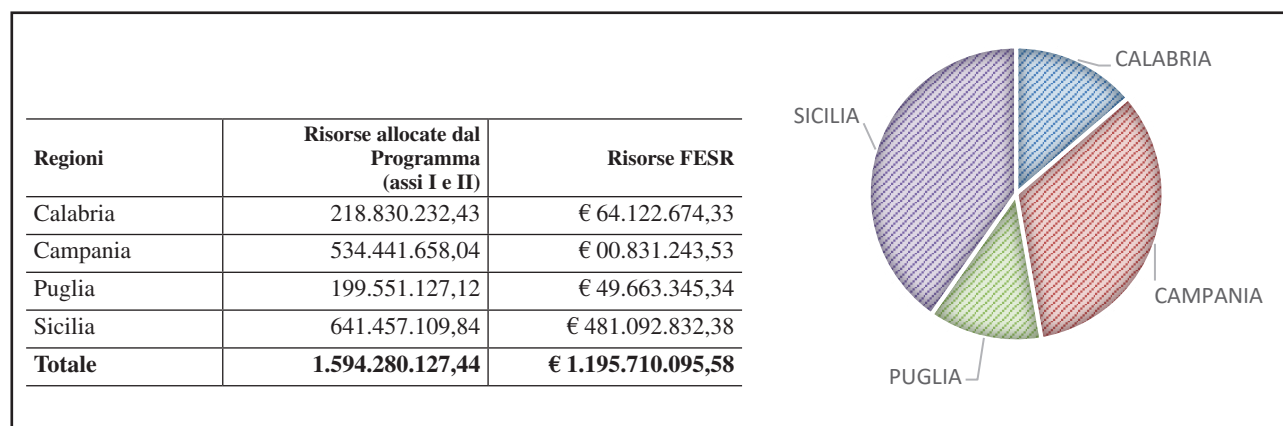 Regioni Risorse allocate dal Programma (assi I e II) Risorse FESR
Calabria 218.830.232,43 € 64.122.674,33
Campania 534.441.658,04 € 00.831.243,53
Puglia 199.551.127,12 € 49.663.345,34
Sicilia 641.457.109,84 € 481.092.832,38
Totale 1.594.280.127,44 € 1.195.710.095,58
CALABRIA
SICILIA
CAMPANIA
PUGLIA